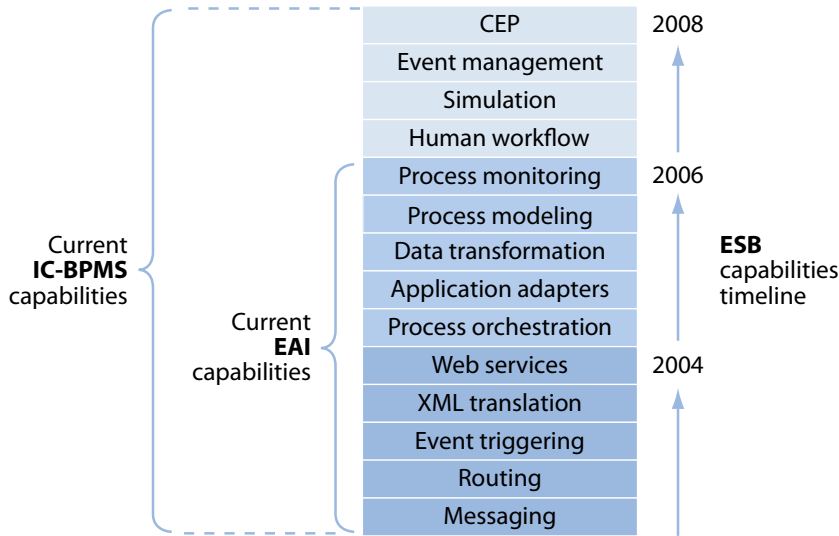 CEP
2008
Event management
Simulation
Human workflow
Process monitoring
2006
Process modeling
Data transformation
Application adapters
Process orchestration
Web services
2004
XML translation
Event triggering
Routing
Messaging
Current
IC-BPMS
capabilities
Current
EAI
capabilities
ESB
capabilities
timeline